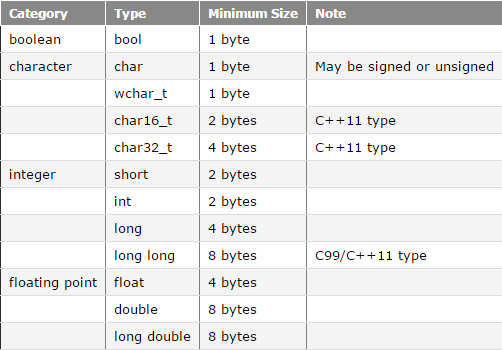 Category Type Minimum Size Note
boolean bool 1 byte
character char 1 byte May be signed or unsigned
wchar_t 1 byte
char16_t 2 bytes C++11 type
char32_t 4 bytes C++11 type
integer short 2 bytes
int 2 bytes
long 4 bytes
long long 8 bytes C99/C++11 type
floating point float 4 bytes
double 8 bytes
long double 8 bytes